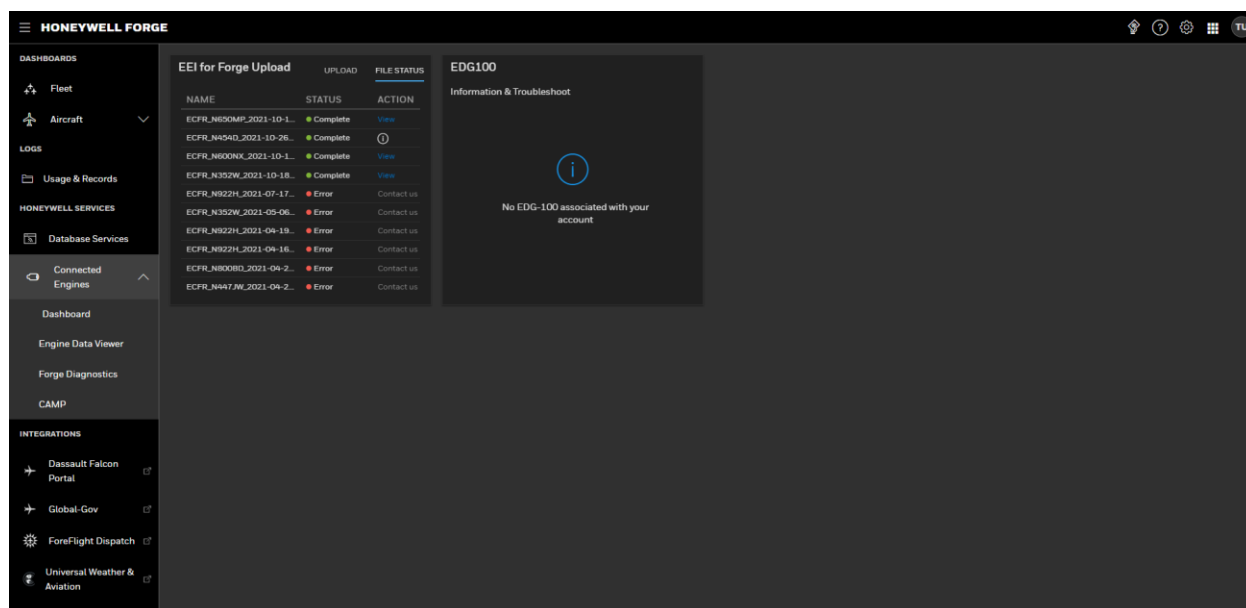 HONEYWELL FORGE
TU
DASHBOARDS
Fleet
Aircraft
LOGS
Usage & Records
HONEYWELL SERVICES
Database Services
Connected
Engines
Dashboard
Engine Data Viewer
Forge Diagnostics
CAMP
INTEGRATIONS
Dassault Falcon
Portal
Global-Gov
ForeFlight Dispatch
Universal Weather &
Aviation
EEI for Forge Upload UPLOAD FILE STATUS
NAME STATUS ACTION
ECFR_N650MP_2021-10-1... Complete View
ECFR_N454D_2021-10-26... Complete
ECFR_N600NX_2021-10-1... Complete View
ECFR_N352W_2021-10-18... Complete View
ECFR_N922H_2021-07-17... Error Contact us
ECFR_N352W_2021-05-06... Error Contact us
ECFR_N922H_2021-04-19... Error Contact us
ECFR_N922H_2021-04-16... Error Contact us
ECFR_N800BD_2021-04-2... Error Contact us
ECFR_N447JW_2021-04-2... Error Contact us
EDG100
Information & Troubleshoot
No EDG-100 associated with your
account